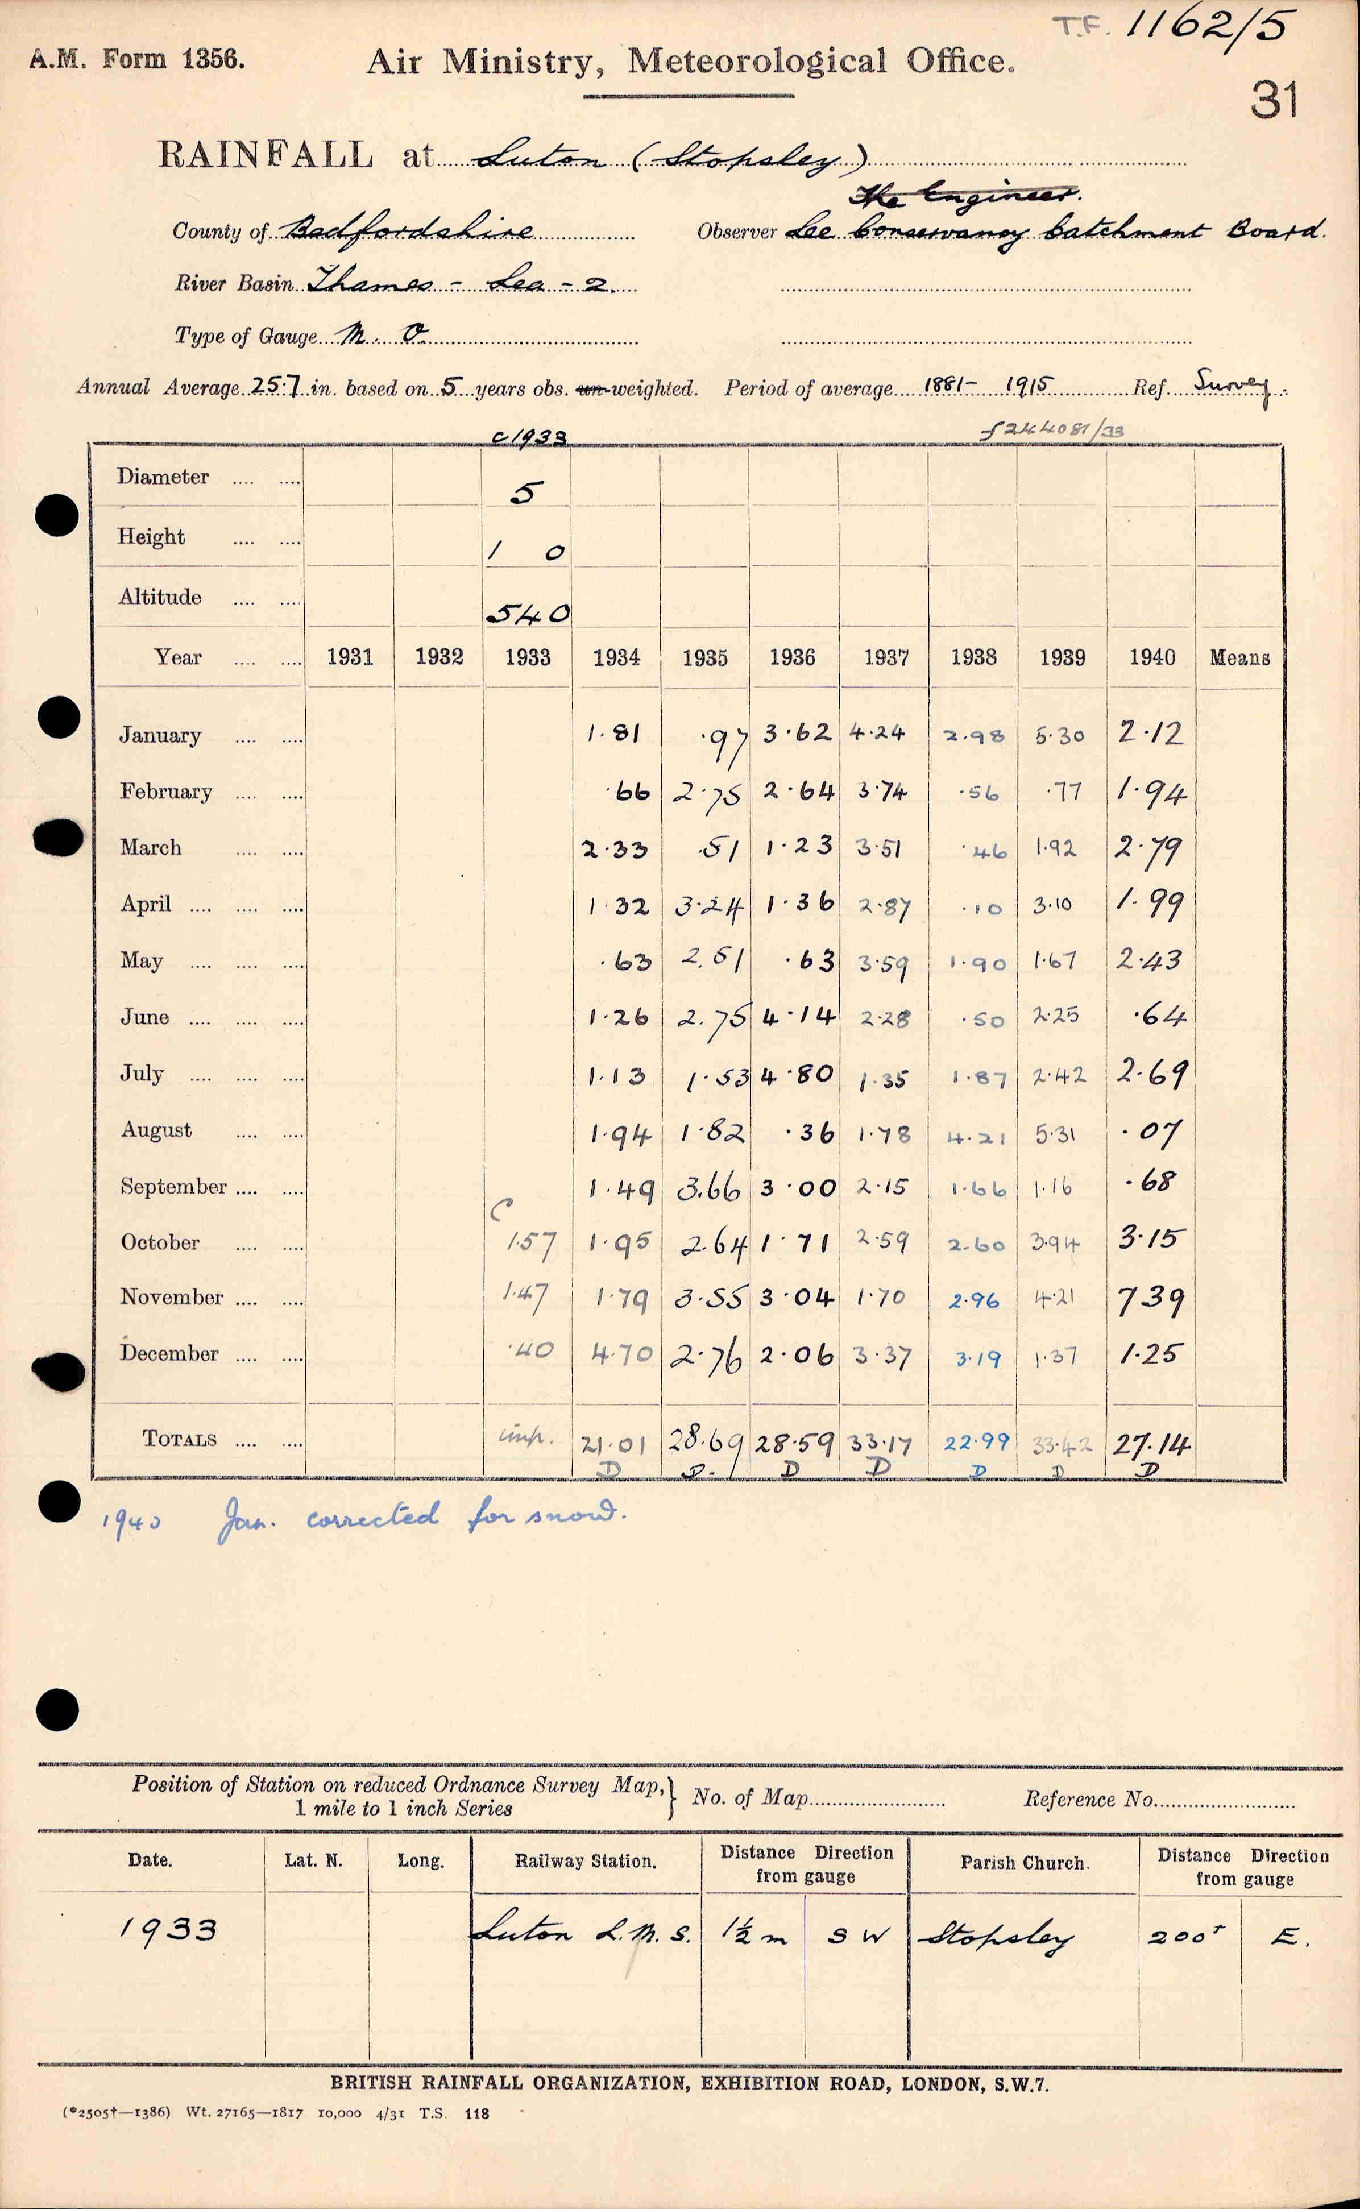 T.F. 1162/5
A.M. Form 1356.
Air Ministry, Meteorological Office.
31
RAINFALL at Luton (Stopsley)
The Engineer.
County of Bedfordshire Observer Lee Conservancy Catchment Board.
River Basin Thames - Lea - 2.
Type of Gauge M. O.
Annual Average 25.7 in. based on 5 years obs. un-weighted. Period of average 1881- 1915 Ref. Survey.
c1933 f244081/33
Diameter .... .... 5
Height .... .... 1 0
Altitude .... .... 540
Year .... .... 1931 1932 1933 1934 1935 1936 1937 1938 1939 1940 Means
January .... .... 1.81 .97 3.62 4.24 2.98 5.30 2.12
February .... .... .66 2.75 2.64 3.74 .56 .77 1.94
March .... .... 2.33 .51 1.23 3.51 .46 1.92 2.79
April .... .... .... 1.32 3.24 1.36 2.87 .10 3.10 1.99
May .... .... .... .63 2.51 .63 3.59 1.90 1.67 2.43
June .... .... .... 1.26 2.75 4.14 2.28 .50 2.25 .64
July .... .... .... 1.13 1.53 4.80 1.35 1.87 2.42 2.69
August .... .... 1.94 1.82 .36 1.78 4.21 5.31 .07
September .... .... 1.49 3.66 3.00 2.15 1.66 1.16 .68
C
October .... .... 1.57 1.95 2.64 1.71 2.59 2.60 3.94 3.15
November .... .... 1.47 1.79 3.55 3.04 1.70 2.96 4.21 7 39
December .... .... .40 4.70 2.76 2.06 3.37 3.19 1.37 1.25
TOTALS .... .... imp. 21.01 28.69 28.59 33.17 22.99 33.42 27.14
D D. D D D D D
1940 Jan. corrected for snow.
Position of Station on reduced Ordnance Survey Map,} No. of Map Reference No.
1 mile to 1 inch Series
Date. Lat. N. Long. Railway Station. Distance Direction from gauge Parish Church. Distance Direction from gauge
1933 Luton L.M.S. 1½ m S W Stopsley 200ˣ E.
BRITISH RAINFALL ORGANIZATION, EXHIBITION ROAD, LONDON, S.W.7.
(*2505†—1386) Wt. 27165—1817 10,000 4/31 T.S. 118